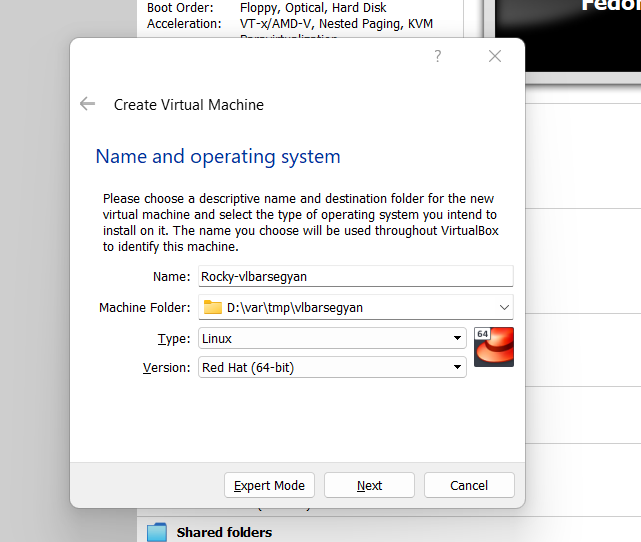 Boot Order: Floppy, Optical, Hard Disk
Acceleration: VT-x/AMD-V, Nested Paging, KVM
?
Create Virtual Machine
Name and operating system
Please choose a descriptive name and destination folder for the new
virtual machine and select the type of operating system you intend to
install on it. The name you choose will be used throughout VirtualBox
to identify this machine.
Name: Rocky-vlbarsegyan
Machine Folder: D:\var\tmp\vlbarsegyan
Type: Linux
64
Version: Red Hat (64-bit)
Expert Mode Next Cancel
Shared folders